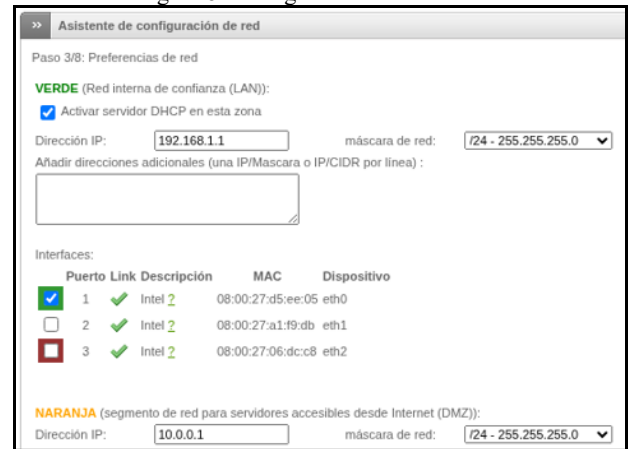 >> Asistente de configuración de red
Paso 3/8: Preferencias de red
VERDE (Red interna de confianza (LAN)):
Activar servidor DHCP en esta zona
Dirección IP: 192.168.1.1 máscara de red: /24 - 255.255.255.0
Añadir direcciones adicionales (una IP/Mascara o IP/CIDR por línea) :
Interfaces:
Puerto Link Descripción MAC Dispositivo
1 Intel ? 08:00:27:d5:ee:05 eth0
2 Intel ? 08:00:27:a1:f9:db eth1
3 Intel ? 08:00:27:06:dc:c8 eth2
NARANJA (segmento de red para servidores accesibles desde Internet (DMZ)):
Dirección IP: 10.0.0.1 máscara de red: /24 - 255.255.255.0